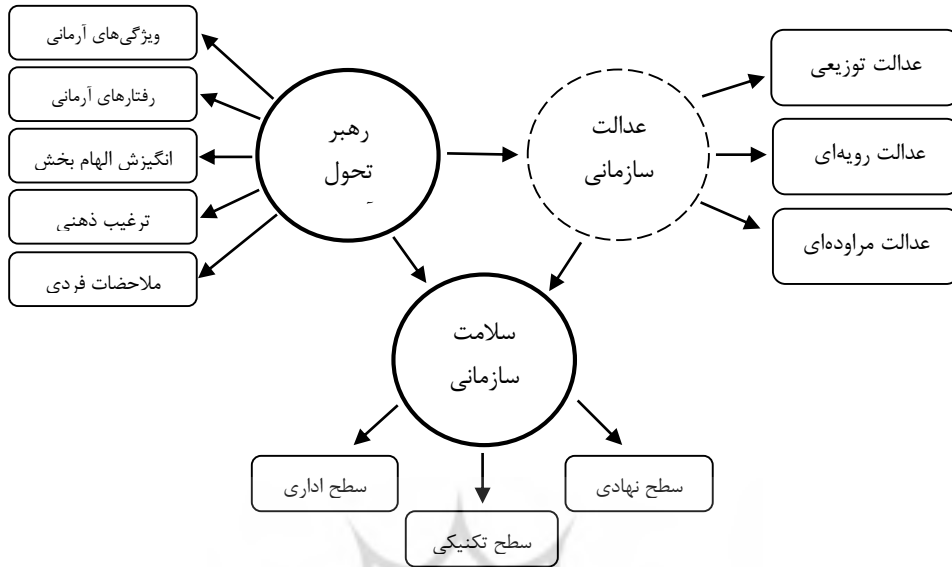 ویژگی‌های آرمانی
رفتارهای آرمانی
انگیزش الهام بخش
ترغیب ذهنی
ملاحضات فردی
رهبر
تحول
عدالت
سازمانی
عدالت توزیعی
عدالت رویه‌ای
عدالت مراوده‌ای
سلامت
سازمانی
سطح اداری
سطح تکنیکی
سطح نهادی